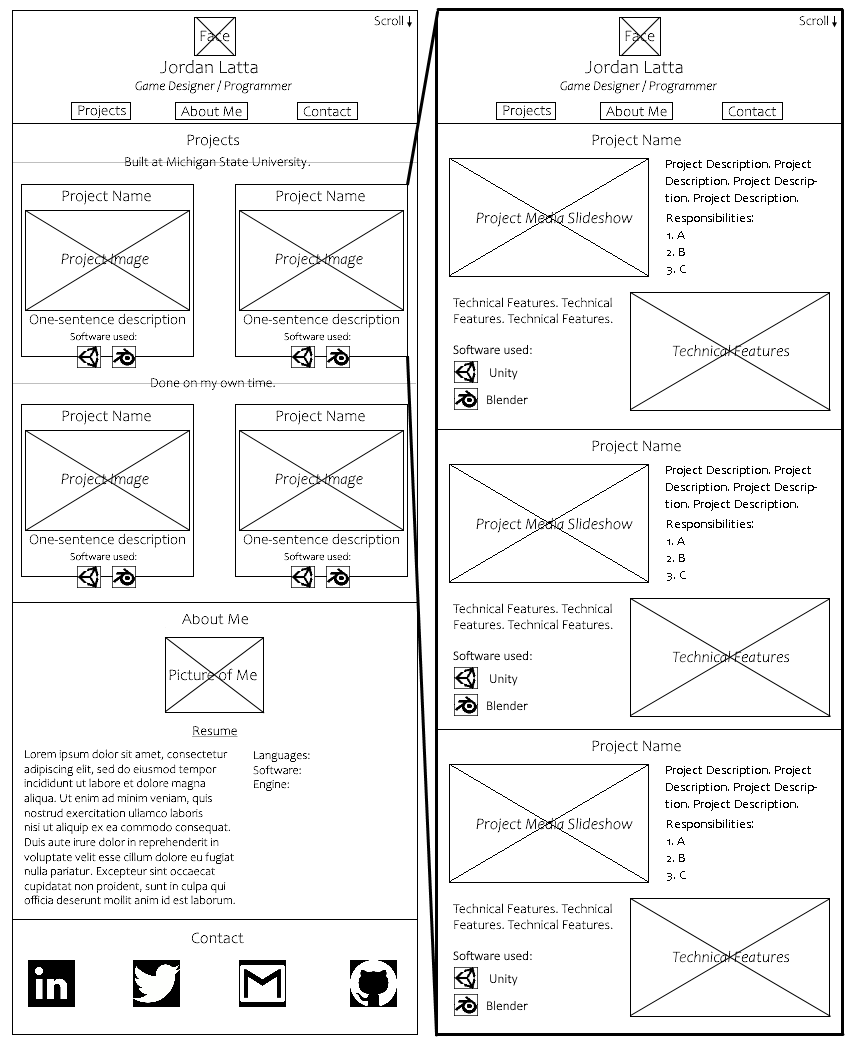 Scroll
Face
Jordan Latta
Game Designer / Programmer
Projects About Me Contact
Projects
Built at Michigan State University.
Project Name Project Name
Project Image Project Image
One-sentence description One-sentence description
Software used: Software used:
Done on my own time.
Project Name Project Name
Project Image Project Image
One-sentence description One-sentence description
Software used: Software used:
About Me
Picture of Me
Resume
Lorem ipsum dolor sit amet, consectetur
adipiscing elit, sed do eiusmod tempor
incididunt ut labore et dolore magna
aliqua. Ut enim ad minim veniam, quis
nostrud exercitation ullamco laboris
nisi ut aliquip ex ea commodo consequat.
Duis aute irure dolor in reprehenderit in
voluptate velit esse cillum dolore eu fugiat
nulla pariatur. Excepteur sint occaecat
cupidatat non proident, sunt in culpa qui
officia deserunt mollit anim id est laborum.
Languages:
Software:
Engine:
Contact
in
Scroll
Face
Jordan Latta
Game Designer / Programmer
Projects About Me Contact
Project Name
Project Media Slideshow
Project Description. Project
Description. Project Descrip-
tion. Project Description.
Responsibilities:
1. A
2. B
3. C
Technical Features. Technical
Features. Technical Features.
Software used:
Unity
Blender
Technical Features
Project Name
Project Media Slideshow
Project Description. Project
Description. Project Descrip-
tion. Project Description.
Responsibilities:
1. A
2. B
3. C
Technical Features. Technical
Features. Technical Features.
Software used:
Unity
Blender
Technical Features
Project Name
Project Media Slideshow
Project Description. Project
Description. Project Descrip-
tion. Project Description.
Responsibilities:
1. A
2. B
3. C
Technical Features. Technical
Features. Technical Features.
Software used:
Unity
Blender
Technical Features